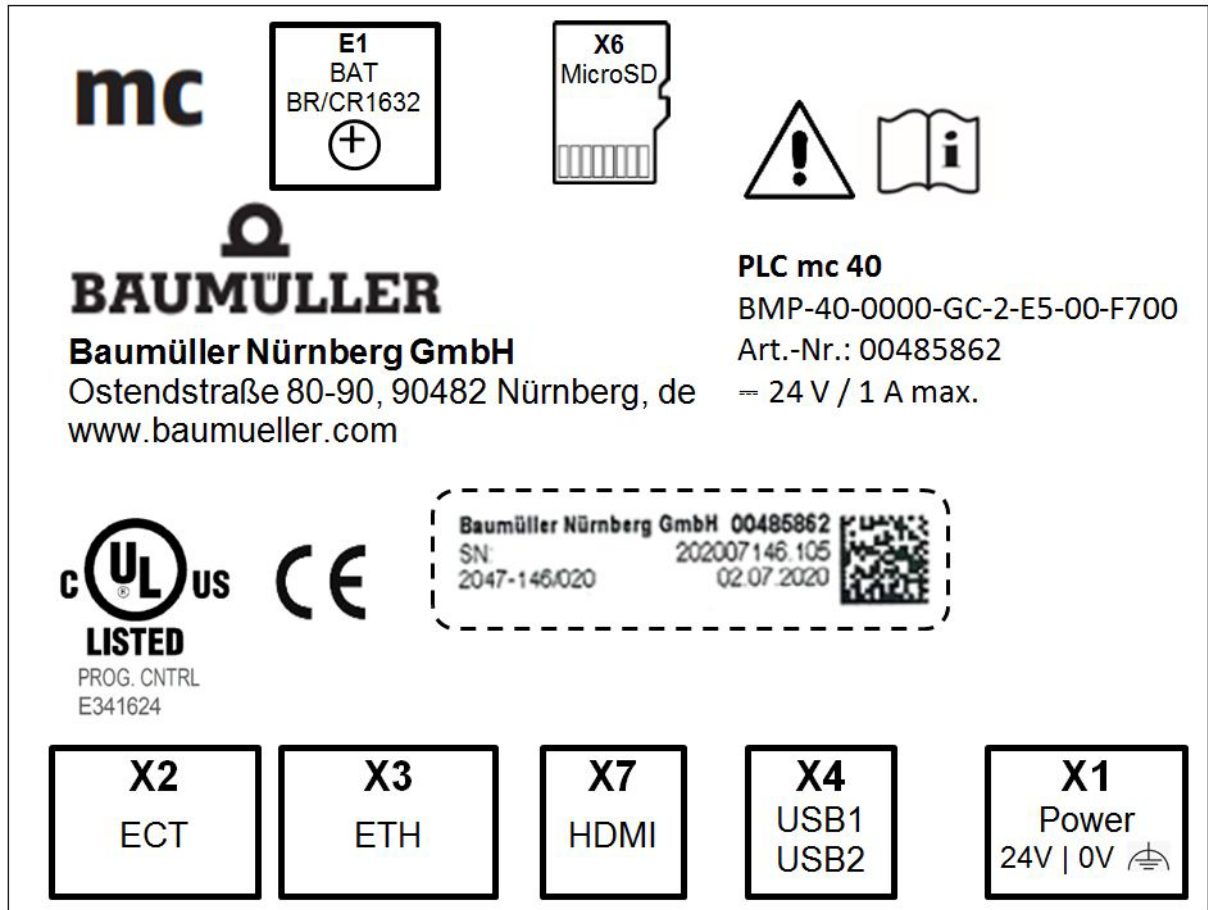 mc
E1
BAT
BR/CR1632
X6
MicroSD
BAUMÜLLER
Baumüller Nürnberg GmbH
Ostendstraße 80-90, 90482 Nürnberg, de
www.baumueller.com
PLC mc 40
BMP-40-0000-GC-2-E5-00-F700
Art.-Nr.: 00485862
⎓ 24 V / 1 A max.
C UL ® US
LISTED
PROG. CNTRL
E341624
CE
Baumüller Nürnberg GmbH 00485862
SN: 202007146.105
2047-146/020 02.07.2020
X2
ECT
X3
ETH
X7
HDMI
X4
USB1
USB2
X1
Power
24V | 0V